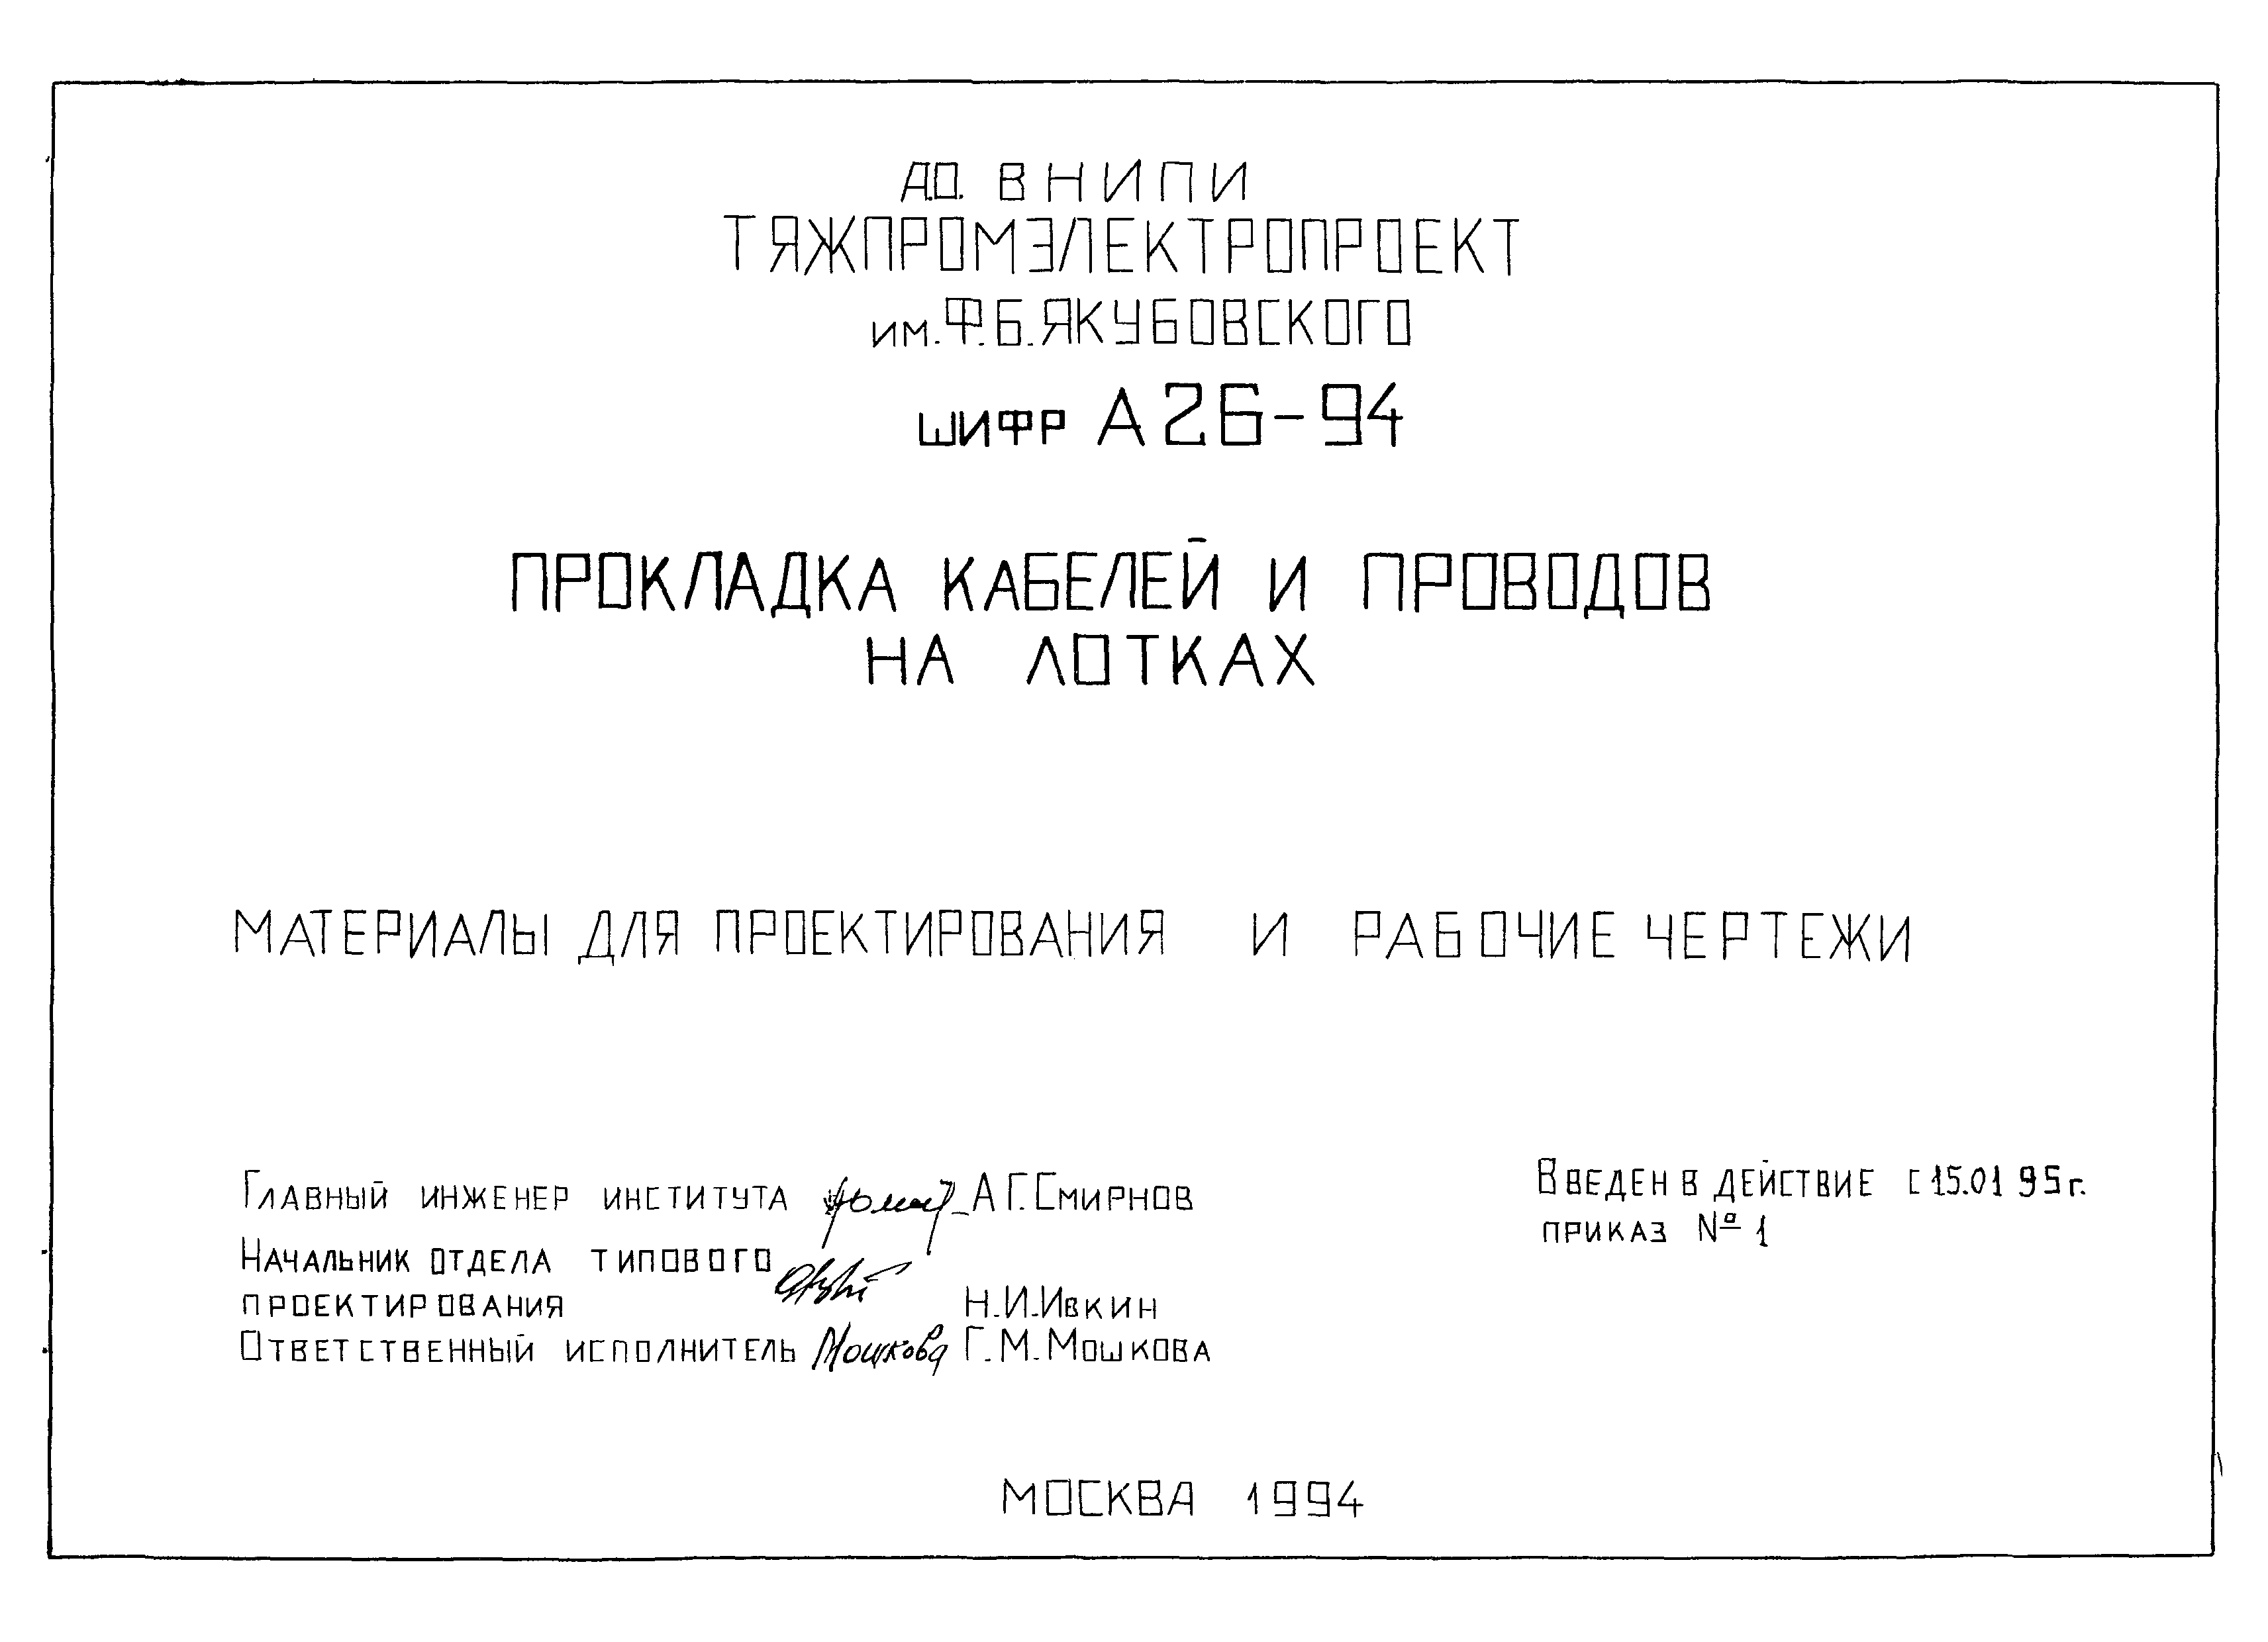 А.О. ВНИПИ
ТЯЖПРОМЭЛЕКТРОПРОЕКТ
им. Ф.Б. ЯКУБОВСКОГО
шифр А26-94
ПРОКЛАДКА КАБЕЛЕЙ И ПРОВОДОВ
НА ЛОТКАХ
МАТЕРИАЛЫ ДЛЯ ПРОЕКТИРОВАНИЯ И РАБОЧИЕ ЧЕРТЕЖИ
ГЛАВНЫЙ ИНЖЕНЕР ИНСТИТУТА А Г. СМИРНОВ
НАЧАЛЬНИК ОТДЕЛА ТИПОВОГО
ПРОЕКТИРОВАНИЯ Н.И. ИВКИН
ОТВЕТСТВЕННЫЙ ИСПОЛНИТЕЛЬ Мошкова Г.М. МОШКОВА
ВВЕДЕН В ДЕЙСТВИЕ С 15.01 95 г.
ПРИКАЗ № 1
МОСКВА 1994